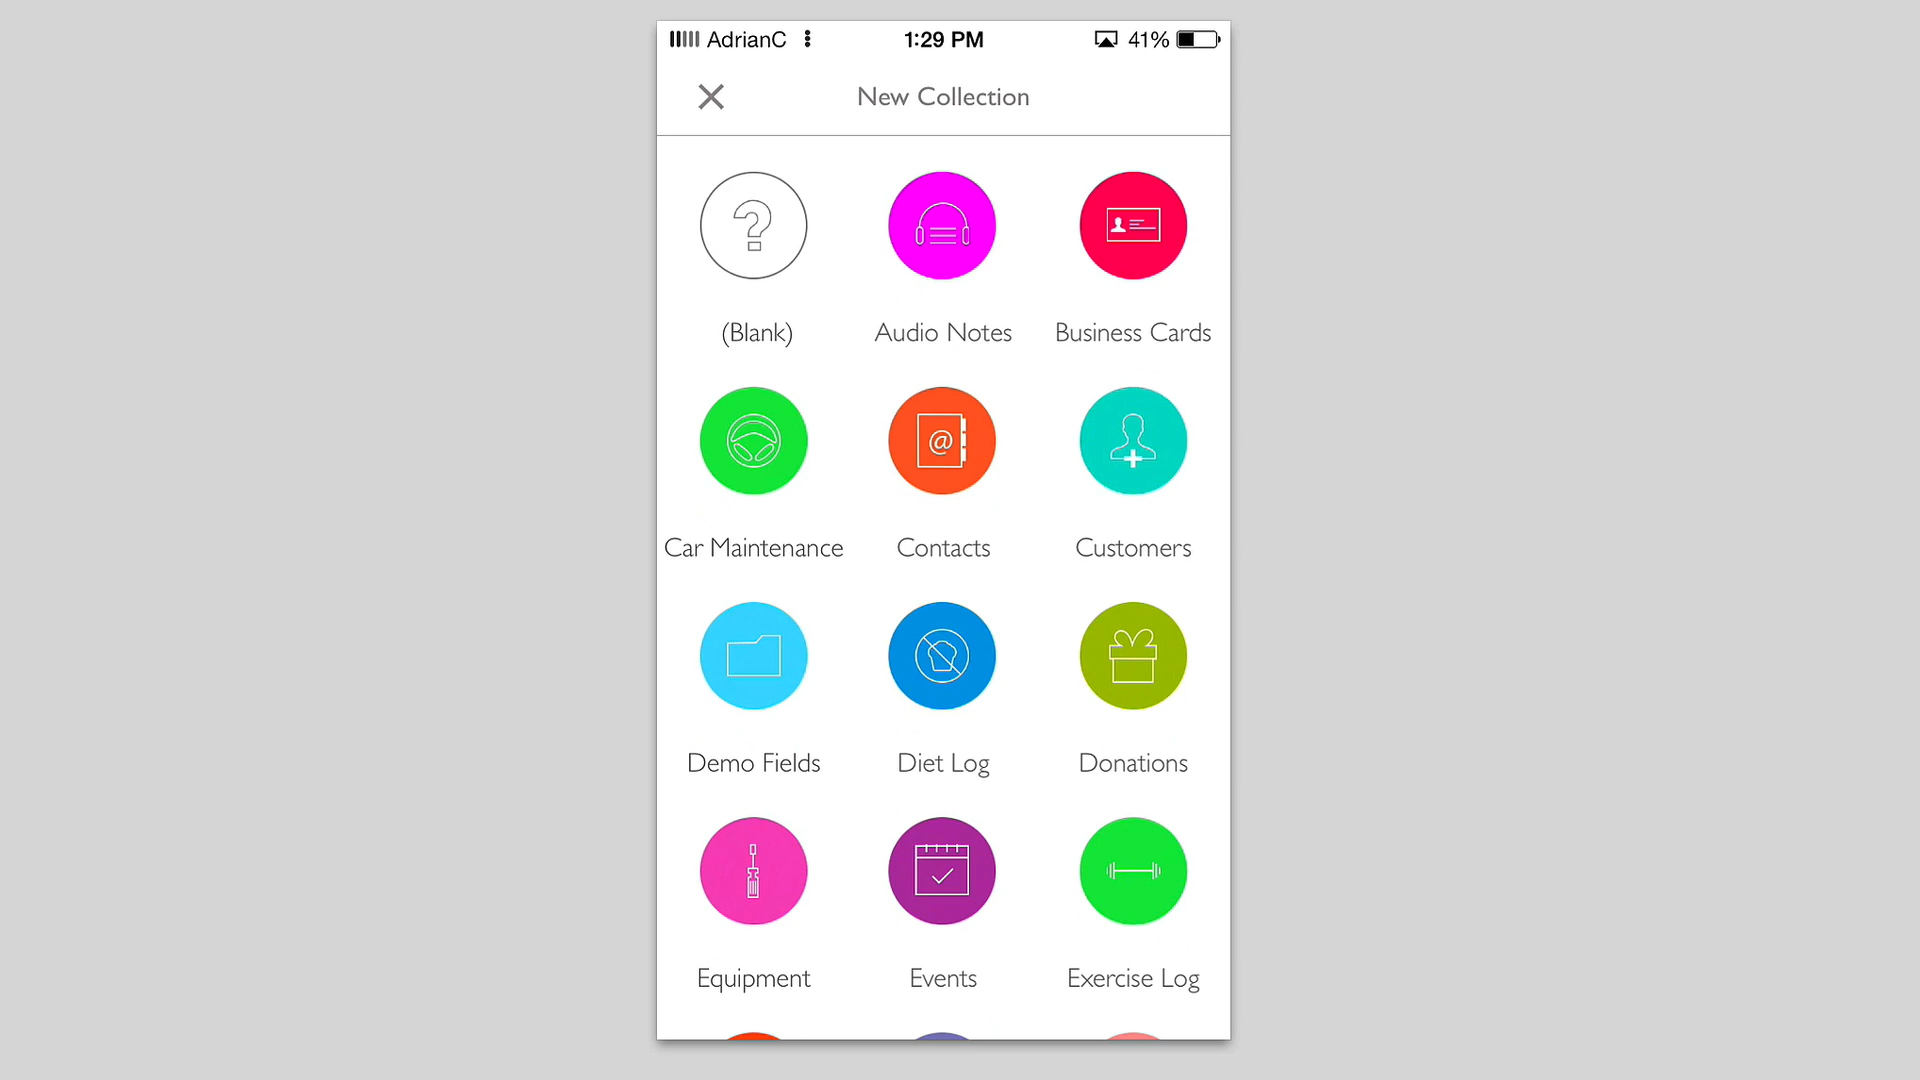 AdrianC 1:29 PM 41%
New Collection
(Blank) Audio Notes Business Cards
Car Maintenance Contacts Customers
Demo Fields Diet Log Donations
Equipment Events Exercise Log